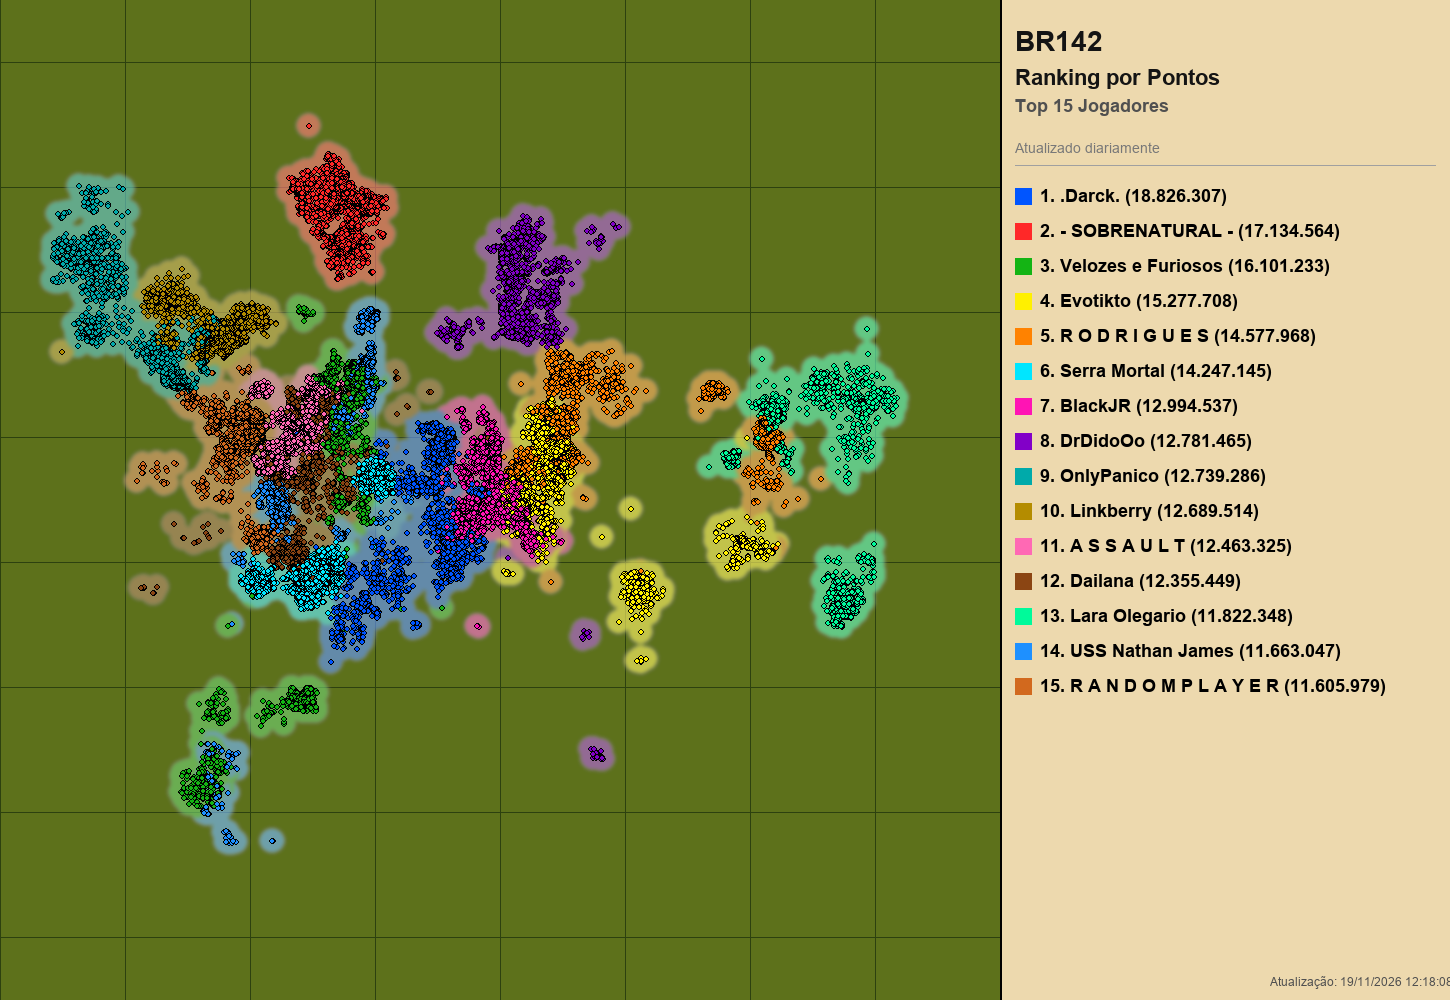 BR142
Ranking por Pontos
Top 15 Jogadores
Atualizado diariamente
1. .Darck. (18.826.307)
2. - SOBRENATURAL - (17.134.564)
3. Velozes e Furiosos (16.101.233)
4. Evotikto (15.277.708)
5. R O D R I G U E S (14.577.968)
6. Serra Mortal (14.247.145)
7. BlackJR (12.994.537)
8. DrDidoOo (12.781.465)
9. OnlyPanico (12.739.286)
10. Linkberry (12.689.514)
11. A S S A U L T (12.463.325)
12. Dailana (12.355.449)
13. Lara Olegario (11.822.348)
14. USS Nathan James (11.663.047)
15. R A N D O M P L A Y E R (11.605.979)
Atualização: 19/11/2026 12:18:08